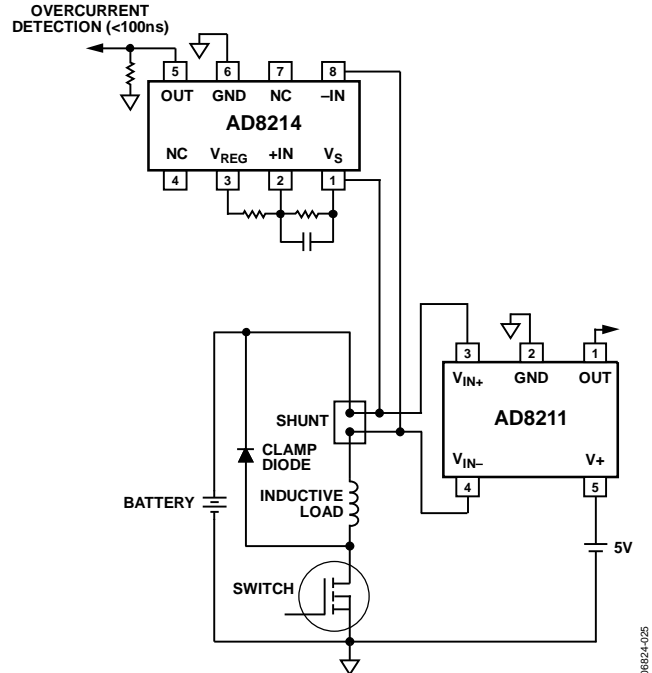 OVERCURRENT
DETECTION (<100ns)
5 6 7 8
OUT GND NC –IN
AD8214
NC VREG +IN VS
4 3 2 1
3 2 1
VIN+ GND OUT
AD8211
VIN– V+
4 5
SHUNT
CLAMP
DIODE
INDUCTIVE
LOAD
BATTERY
5V
SWITCH
06824-025